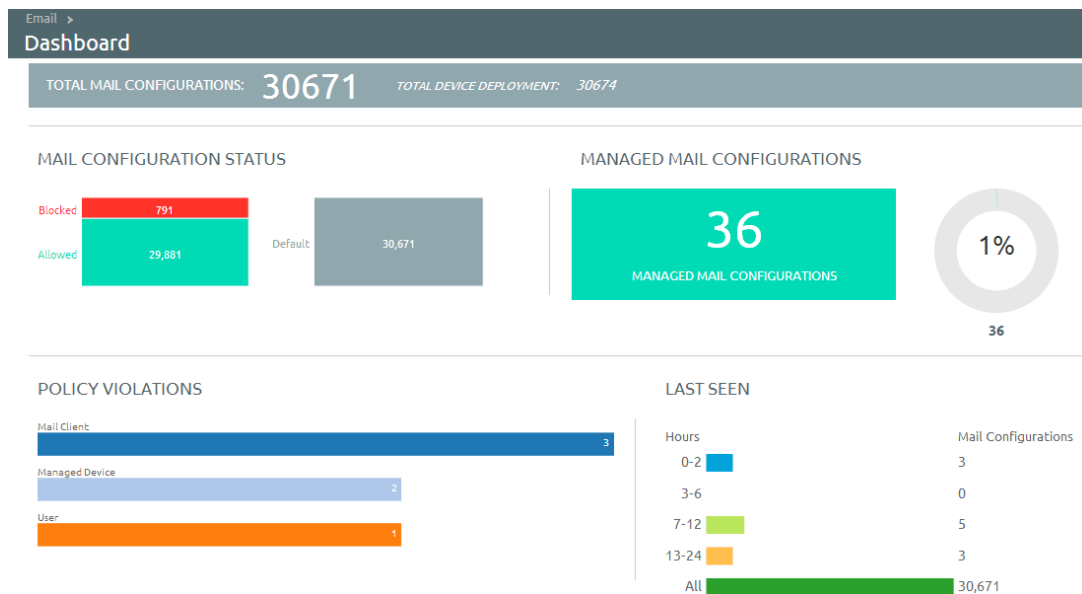 Email >
Dashboard
TOTAL MAIL CONFIGURATIONS: 30671 TOTAL DEVICE DEPLOYMENT: 30674
MAIL CONFIGURATION STATUS
Blocked 791
Allowed 29,881
Default 30,671
MANAGED MAIL CONFIGURATIONS
36
MANAGED MAIL CONFIGURATIONS
1%
36
POLICY VIOLATIONS
Mail Client
3
Managed Device
2
User
1
LAST SEEN
Hours Mail Configurations
0-2 3
3-6 0
7-12 5
13-24 3
All 30,671